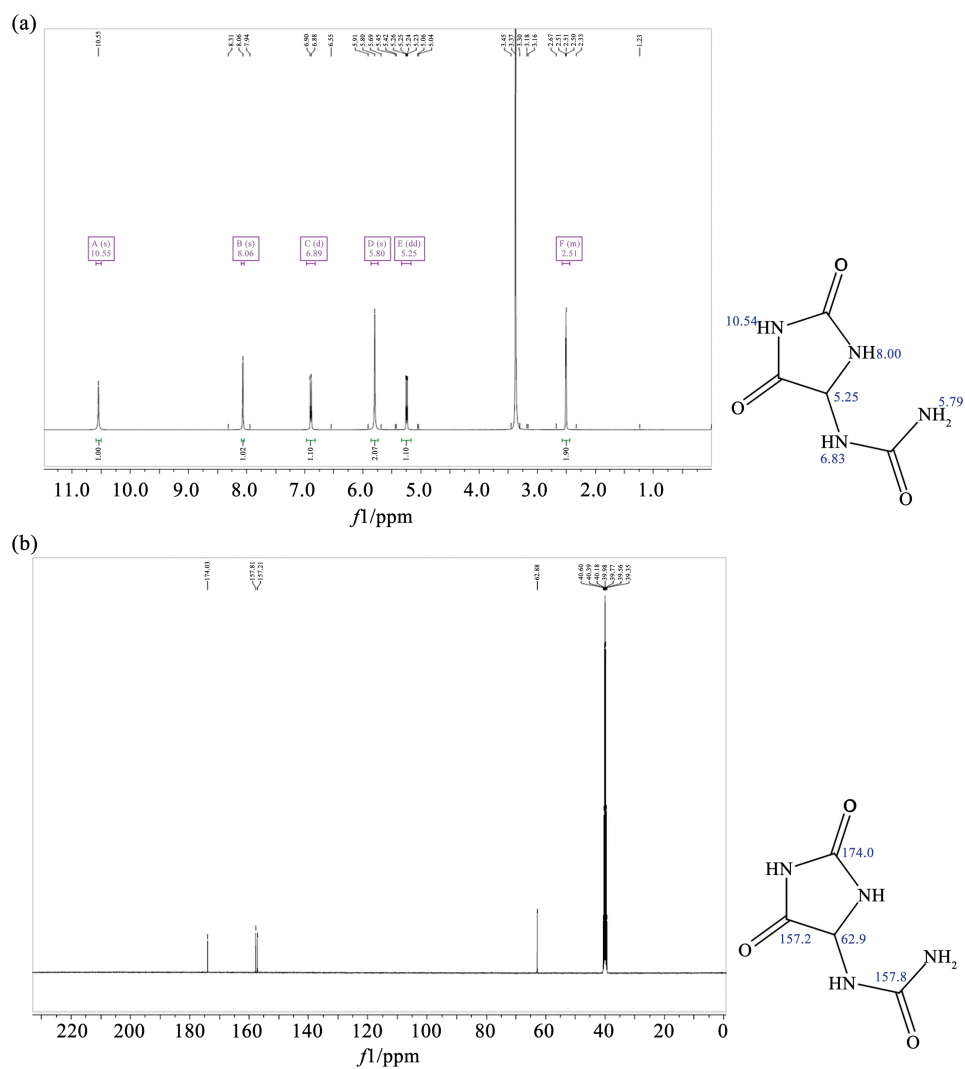 (a)
10.55
8.31
8.06
7.94
6.90
6.88
6.55
5.91
5.80
5.69
5.45
5.42
5.26
5.25
5.24
5.23
5.06
5.04
3.45
3.37
3.30
3.18
3.16
2.67
2.51
2.51
2.50
2.33
1.23
A (s)
10.55
B (s)
8.06
C (d)
6.89
D (s)
5.80
E (dd)
5.25
F (m)
2.51
1.00
1.02
1.10
2.07
1.10
1.90
11.0 10.0 9.0 8.0 7.0 6.0 5.0 4.0 3.0 2.0 1.0
f1/ppm
O
10.54 HN
NH 8.00
O
5.25
5.79
NH2
HN
6.83
O
(b)
174.03
157.81
157.21
62.88
40.60
40.39
40.18
39.98
39.77
39.56
39.35
220 200 180 160 140 120 100 80 60 40 20 0
f1/ppm
O
174.0
HN
NH
O
157.2
62.9
NH2
157.8
HN
O